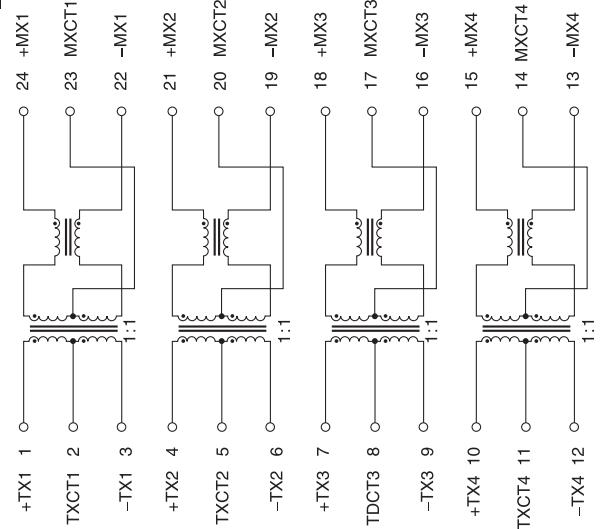 24 +MX1
23 MXCT1
22 −MX1
21 +MX2
20 MXCT2
19 −MX2
18 +MX3
17 MXCT3
16 −MX3
15 +MX4
14 MXCT4
13 −MX4
1:1
1:1
1:1
1:1
+TX1 1
TXCT1 2
−TX1 3
+TX2 4
TXCT2 5
−TX2 6
+TX3 7
TDCT3 8
−TX3 9
+TX4 10
TXCT4 11
−TX4 12